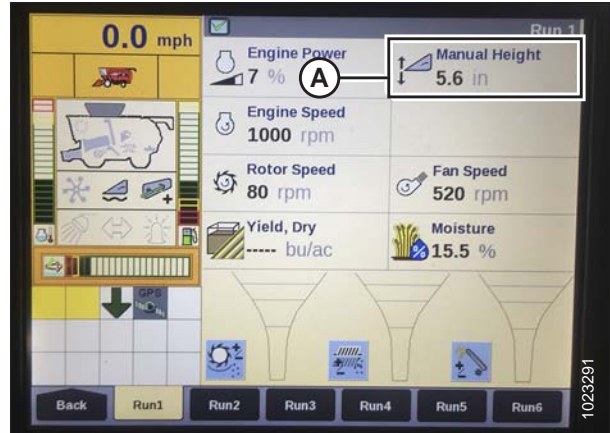 0.0 mph
Run 1
Engine Power
7 %
A
Manual Height
5.6 in
Engine Speed
1000 rpm
Rotor Speed
80 rpm
Fan Speed
520 rpm
Yield, Dry
----- bu/ac
Moisture
15.5 %
GPS
Back
Run1
Run2
Run3
Run4
Run5
Run6
1023291